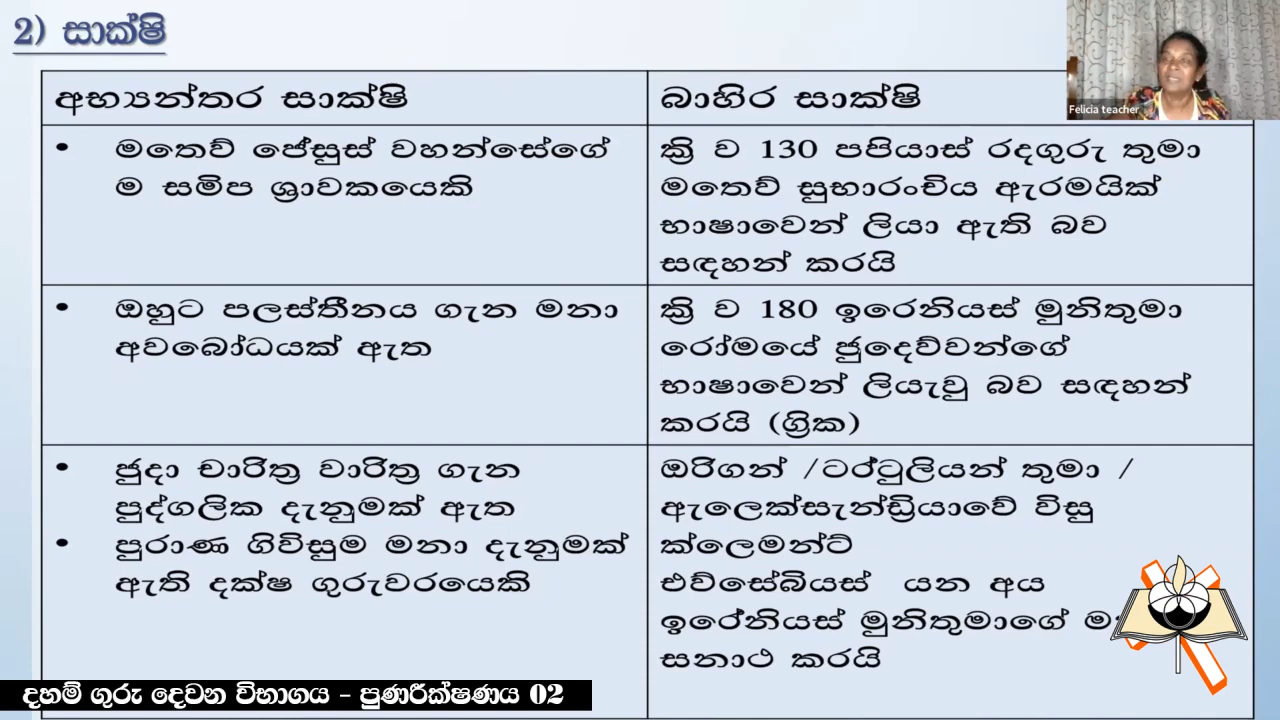 2) සාක්ෂි
අභ්‍යන්තර සාක්ෂි
බාහිර සාක්ෂි
Felicia teacher
• මතෙව් ජේසුස් වහන්සේගේ
ම සමිප ශ්‍රාවකයෙකි
ක්‍රි ව 130 පපියාස් රදගුරු තුමා
මතෙව් සුභාරංචිය ඇරමයික්
භාෂාවෙන් ලියා ඇති බව
සඳහන් කරයි
• ඔහුට පලස්තීනය ගැන මනා
අවබෝධයක් ඇත
ක්‍රි ව 180 ඉරෙනියස් මුනිතුමා
රෝමයේ ජුදෙව්වන්ගේ
භාෂාවෙන් ලියැවු බව සඳහන්
කරයි (ග්‍රික)
• ජුදා චාරිත්‍ර වාරිත්‍ර ගැන
පුද්ගලික දැනුමක් ඇත
• පුරාණ ගිවිසුම මනා දැනුමක්
ඇති දක්ෂ ගුරුවරයෙකි
ඔරිගන් /ටර්ටුලියන් තුමා /
ඇලෙක්සැන්ඩ්‍රියාවේ විසු
ක්ලෙමන්ට්
එව්සේබියස් යන අය
ඉරේනියස් මුනිතුමාගේ
සනාථ කරයි
දහම් ගුරු දෙවන විභාගය - පුණරීක්ෂණය 02